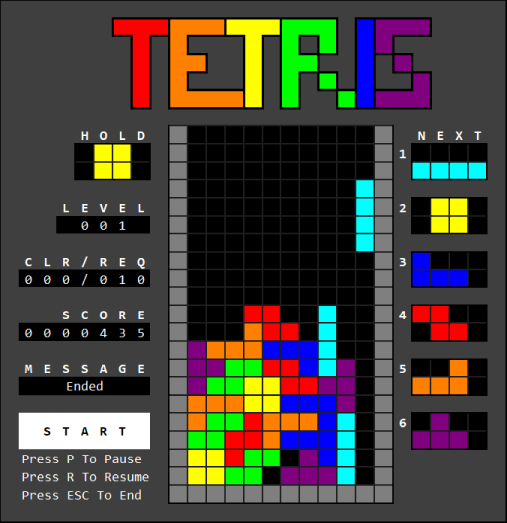 TETRIS
HOLD
NEXT
1
LEVEL
001
2
CLR/REQ
000/010
3
SCORE
0000435
4
MESSAGE
Ended
5
START
6
Press P To Pause
Press R To Resume
Press ESC To End